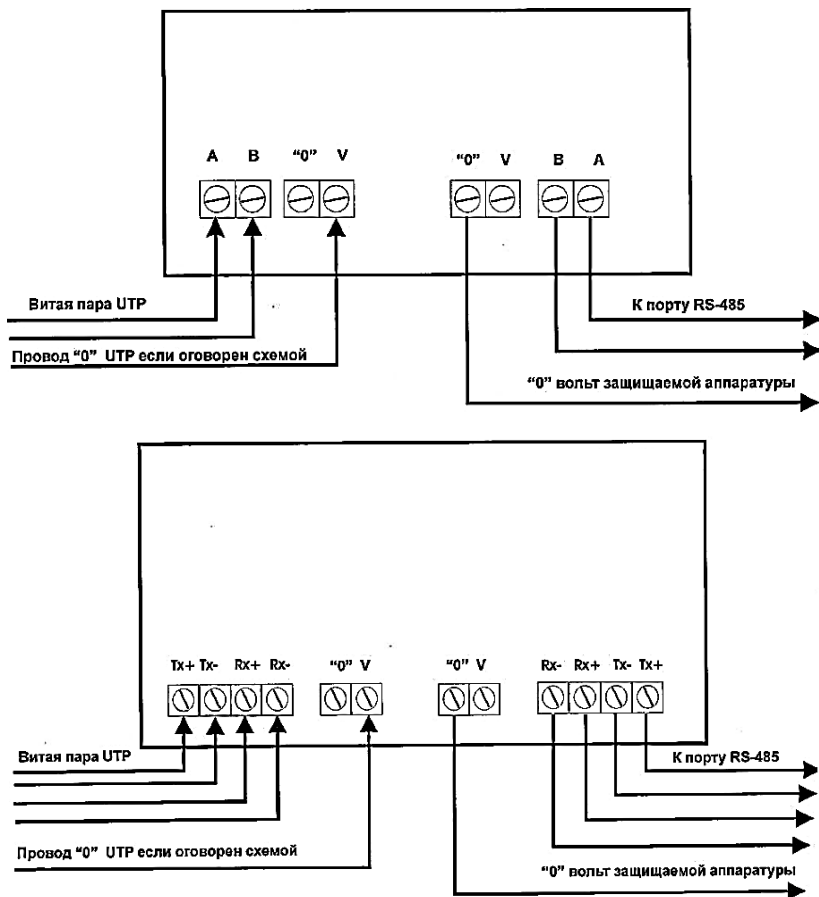 A B "0" V "0" V B A
Витая пара UTP
К порту RS-485
Провод "0" UTP если оговорен схемой
"0" вольт защищаемой аппаратуры
Tx+ Tx- Rx+ Rx- "0" V "0" V Rx- Rx+ Tx- Tx+
Витая пара UTP
К порту RS-485
Провод "0" UTP если оговорен схемой
"0" вольт защищаемой аппаратуры